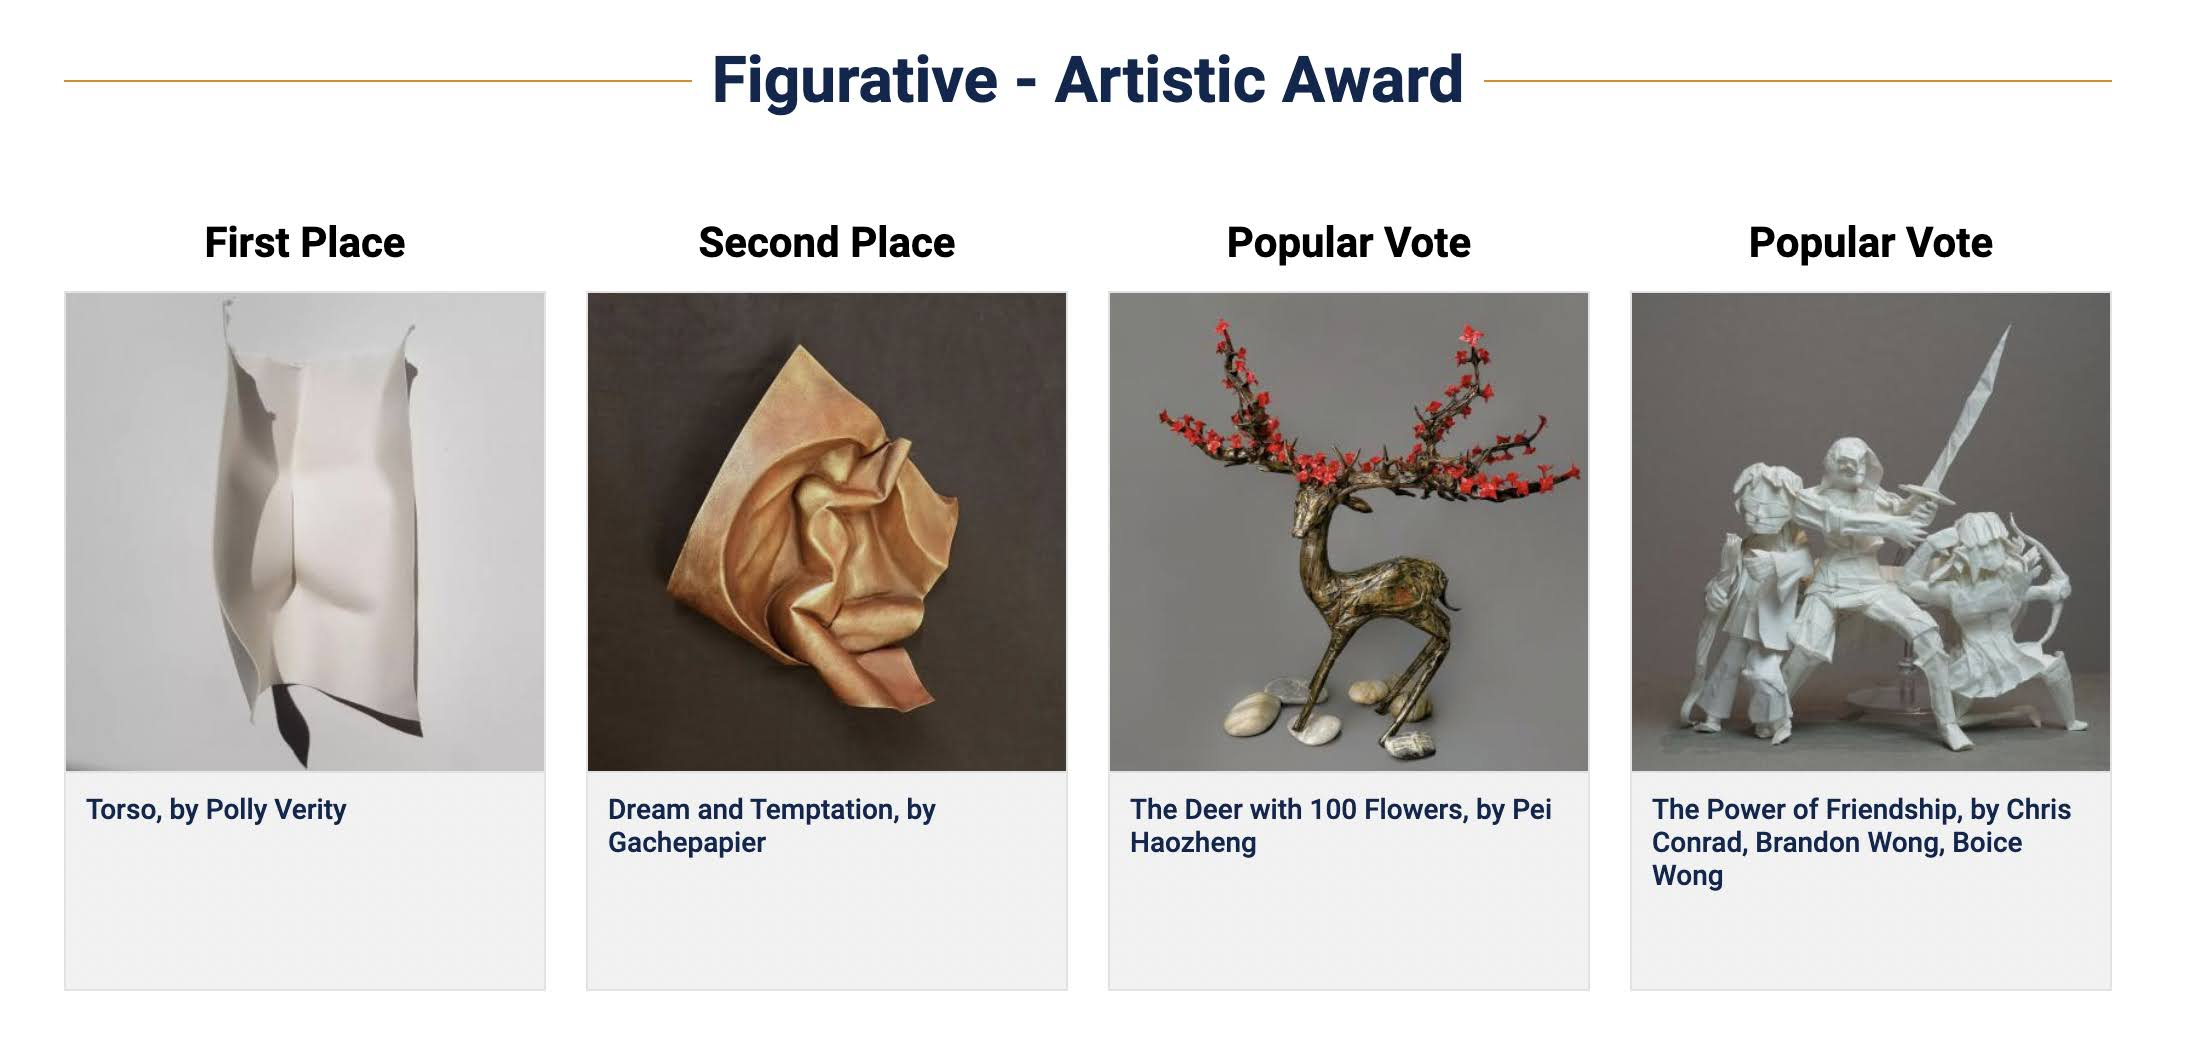 Figurative - Artistic Award
First Place
Second Place
Popular Vote
Popular Vote
Torso, by Polly Verity
Dream and Temptation, by
Gachepapier
The Deer with 100 Flowers, by Pei
Haozheng
The Power of Friendship, by Chris
Conrad, Brandon Wong, Boice
Wong